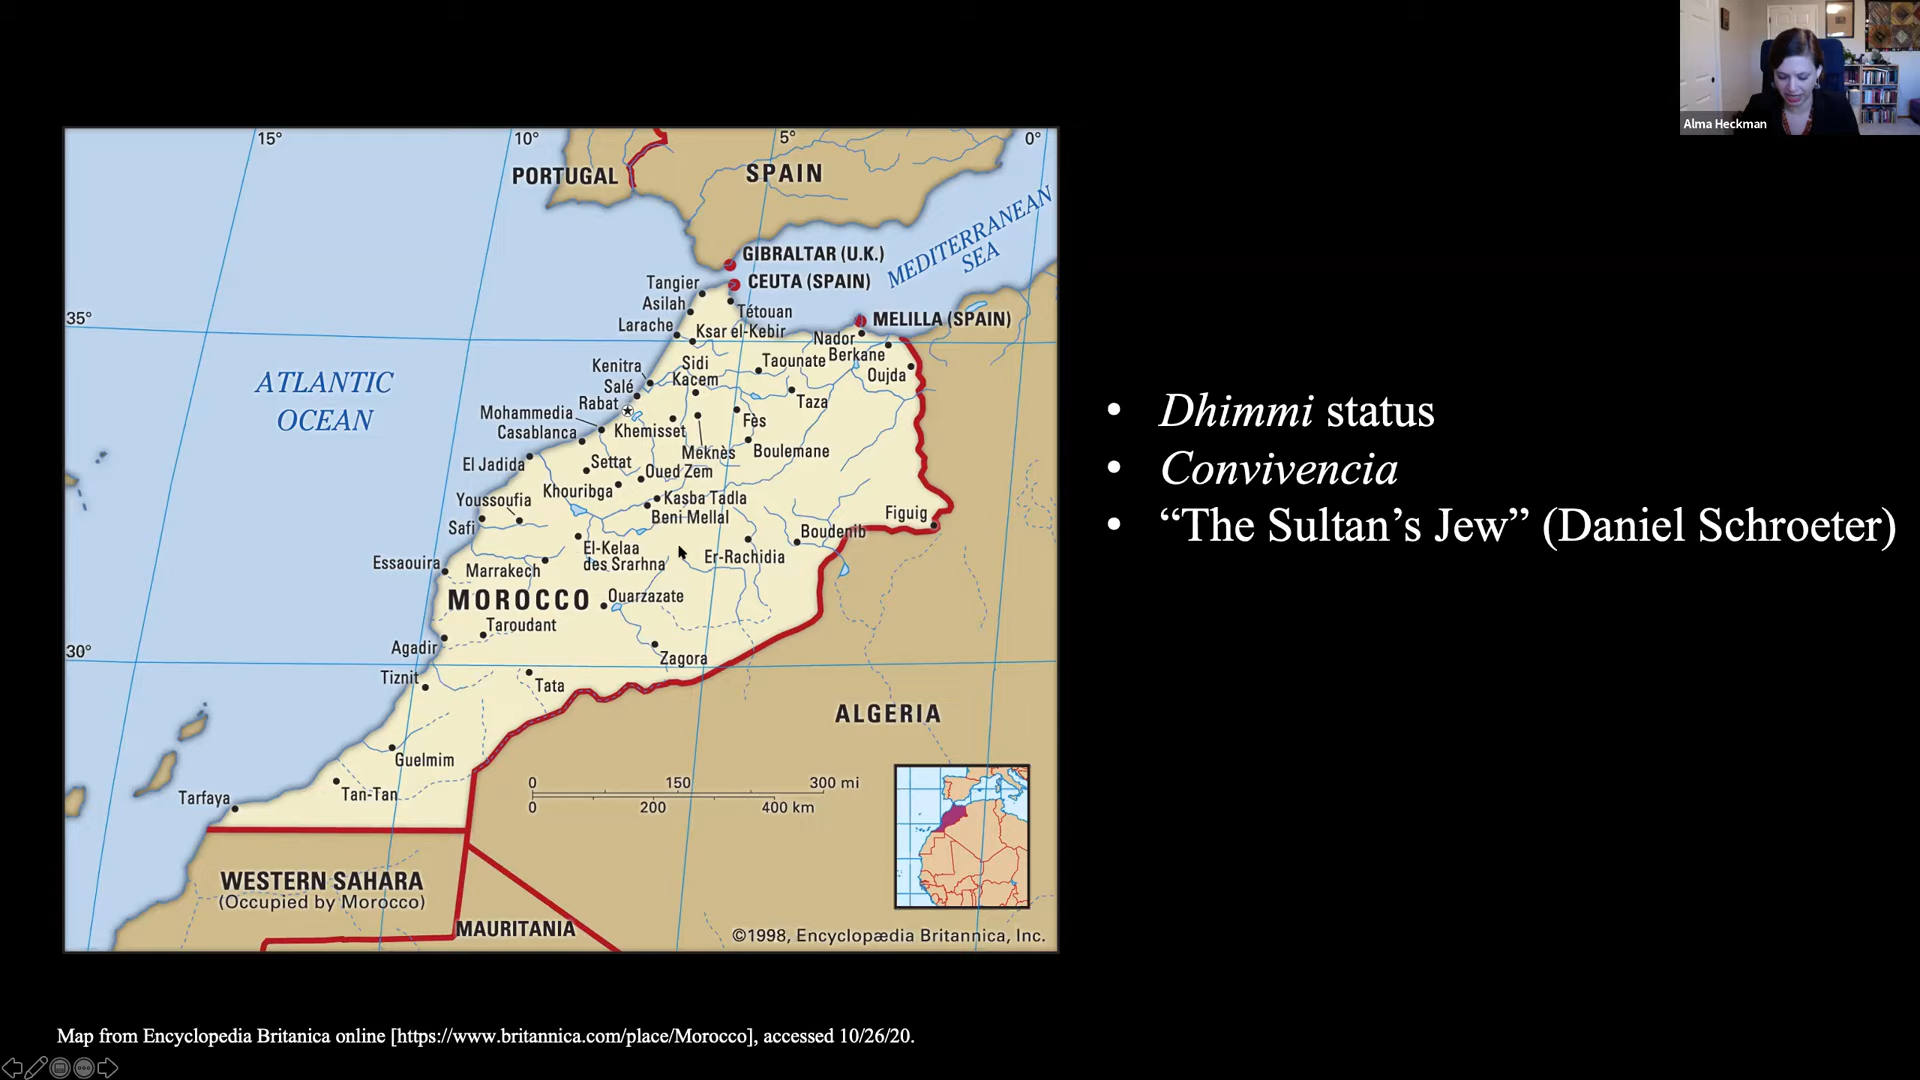 Alma Heckman
15°
10°
5°
0°
PORTUGAL
SPAIN
MEDITERRANEAN
SEA
GIBRALTAR (U.K.)
CEUTA (SPAIN)
Tangier
Asilah
Tétouan
MELILLA (SPAIN)
35°
Larache
Ksar el-Kebir
Nador
Berkane
Kenitra
Sidi
Kacem
Taounate
Oujda
ATLANTIC
OCEAN
Salé
Rabat
Taza
Mohammedia
Casablanca
Khemisset
Fès
Meknès
Boulemane
El Jadida
Settat
Oued Zem
Khouribga
Youssoufia
Kasba Tadla
Beni Mellal
Safi
Figuig
Boudenib
El-Kelaa
des Srarhna
Er-Rachidia
Essaouira
Marrakech
MOROCCO
Ouarzazate
Taroudant
Agadir
30°
Zagora
Tiznit
Tata
ALGERIA
Guelmim
Tan-Tan
Tarfaya
0 150 300 mi
0 200 400 km
WESTERN SAHARA
(Occupied by Morocco)
MAURITANIA
©1998, Encyclopædia Britannica, Inc.
• Dhimmi status
• Convivencia
• “The Sultan’s Jew” (Daniel Schroeter)
Map from Encyclopedia Britanica online [https://www.britannica.com/place/Morocco], accessed 10/26/20.